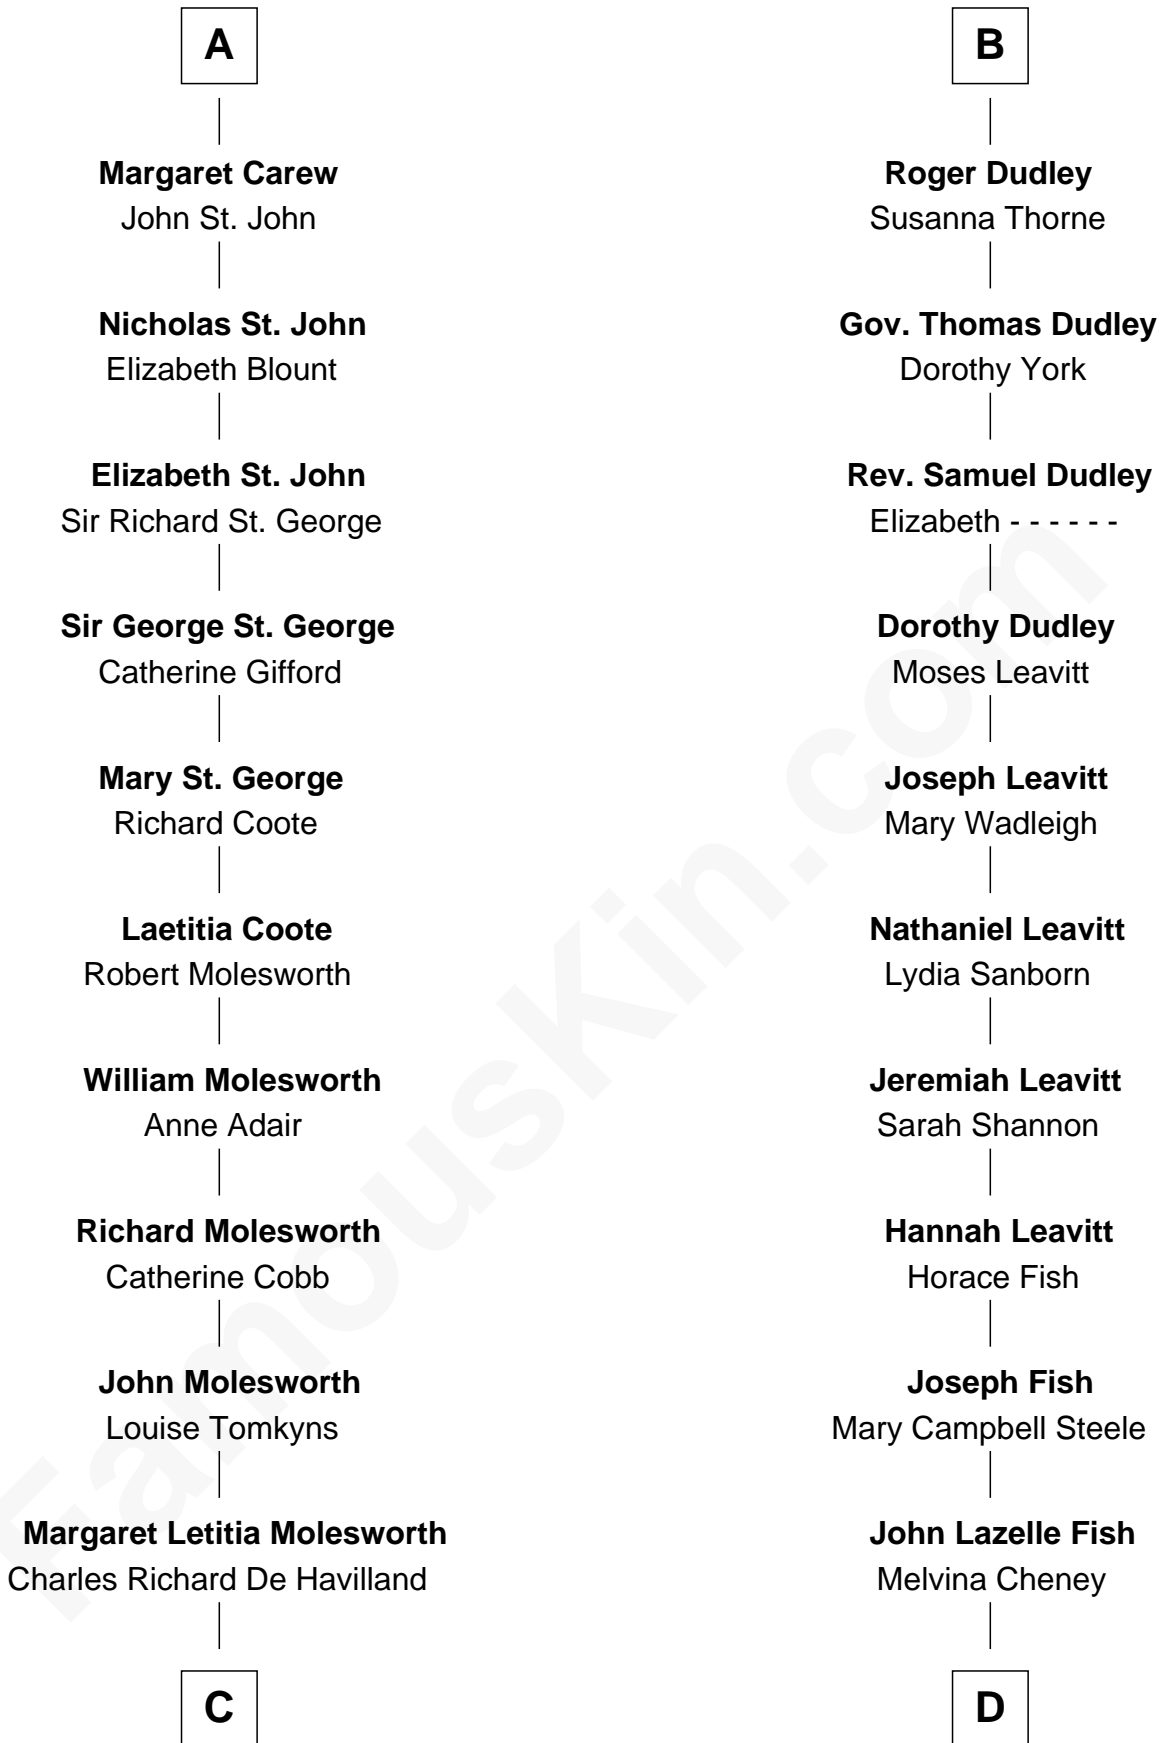 A
Margaret Carew
John St. John
Nicholas St. John
Elizabeth Blount
Elizabeth St. John
Sir Richard St. George
Sir George St. George
Catherine Gifford
Mary St. George
Richard Coote
Laetitia Coote
Robert Molesworth
William Molesworth
Anne Adair
Richard Molesworth
Catherine Cobb
John Molesworth
Louise Tomkyns
Margaret Letitia Molesworth
Charles Richard De Havilland
C
B
Roger Dudley
Susanna Thorne
Gov. Thomas Dudley
Dorothy York
Rev. Samuel Dudley
Elizabeth - - - - - -
Dorothy Dudley
Moses Leavitt
Joseph Leavitt
Mary Wadleigh
Nathaniel Leavitt
Lydia Sanborn
Jeremiah Leavitt
Sarah Shannon
Hannah Leavitt
Horace Fish
Joseph Fish
Mary Campbell Steele
John Lazelle Fish
Melvina Cheney
D
FamousKin.com